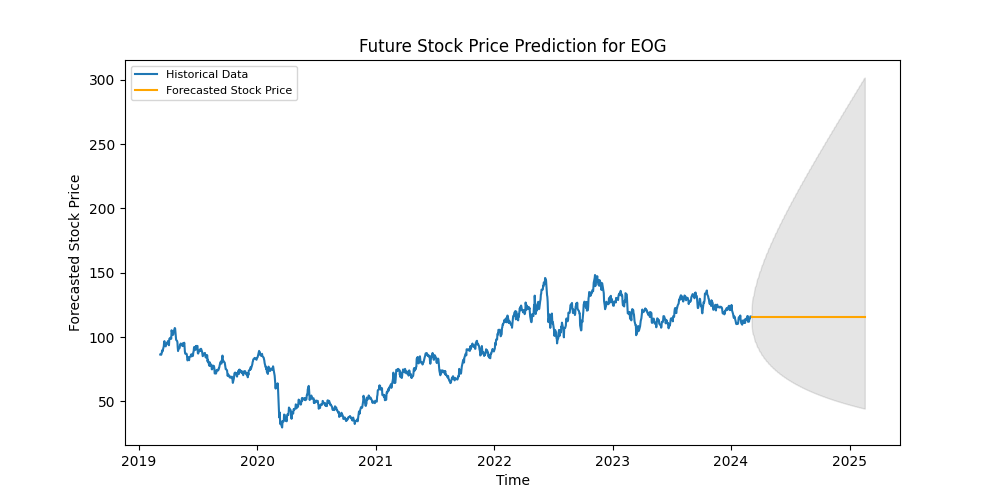 Future Stock Price Prediction for EOG
Historical Data
Forecasted Stock Price
Forecasted Stock Price
300
250
200
150
100
50
2019
2020
2021
2022
2023
2024
2025
Time